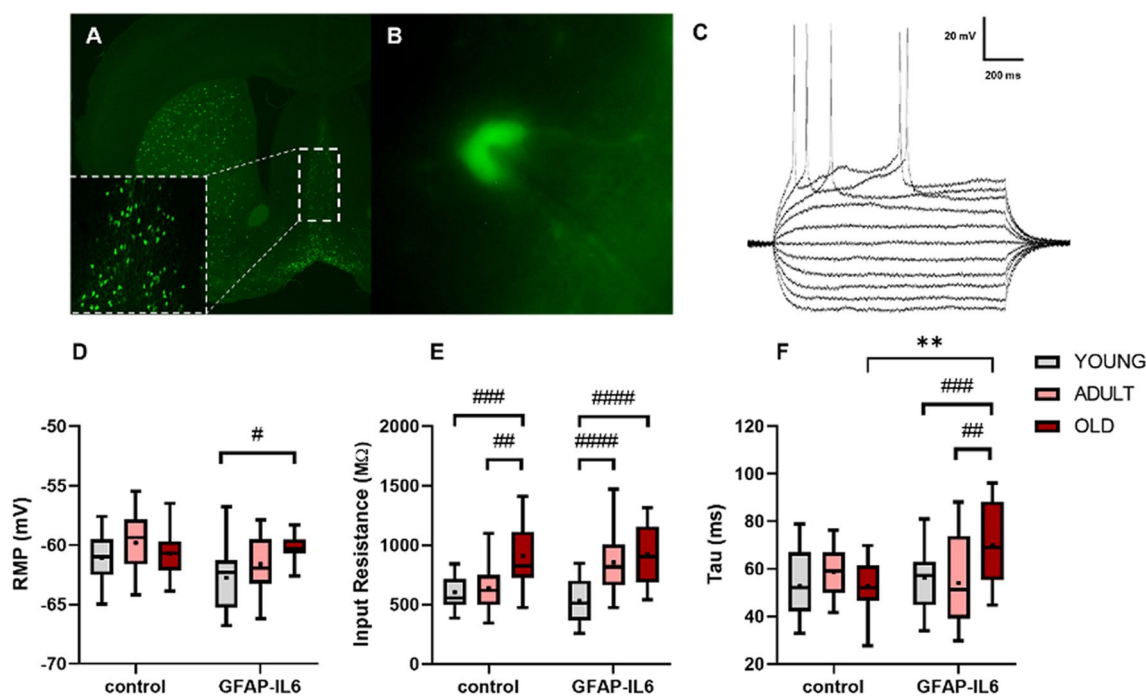 A
B
C
20 mV
200 ms
D
E
F
**
YOUNG
ADULT
OLD
#
###
##
####
####
###
##
RMP (mV)
-50
-55
-60
-65
-70
control
GFAP-IL6
Input Resistance (MΩ)
2000
1500
1000
500
0
control
GFAP-IL6
Tau (ms)
120
100
80
60
40
20
control
GFAP-IL6